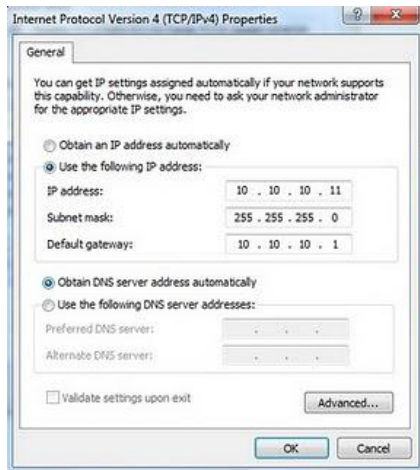 Internet Protocol Version 4 (TCP/IPv4) Properties
General
You can get IP settings assigned automatically if your network supports
this capability. Otherwise, you need to ask your network administrator
for the appropriate IP settings.
Obtain an IP address automatically
Use the following IP address:
IP address: 10 . 10 . 10 . 11
Subnet mask: 255 . 255 . 255 . 0
Default gateway: 10 . 10 . 10 . 1
Obtain DNS server address automatically
Use the following DNS server addresses:
Preferred DNS server: . . .
Alternate DNS server: . . .
Validate settings upon exit
Advanced...
OK Cancel